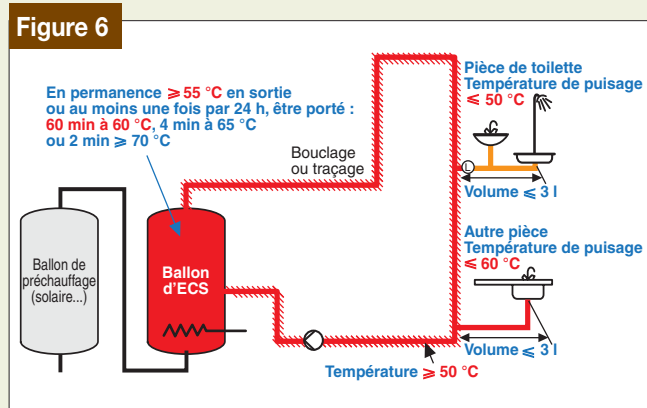 Figure 6
En permanence ⩾ 55 °C en sortie
ou au moins une fois par 24 h, être porté :
60 min à 60 °C, 4 min à 65 °C
ou 2 min ⩾ 70 °C
Pièce de toilette
Température de puisage
⩽ 50 °C
Bouclage
ou traçage
L
Volume ⩽ 3 l
Autre pièce
Température de puisage
⩽ 60 °C
Ballon de
préchauffage
(solaire...)
Ballon
d'ECS
Volume ⩽ 3 l
Température ⩾ 50 °C